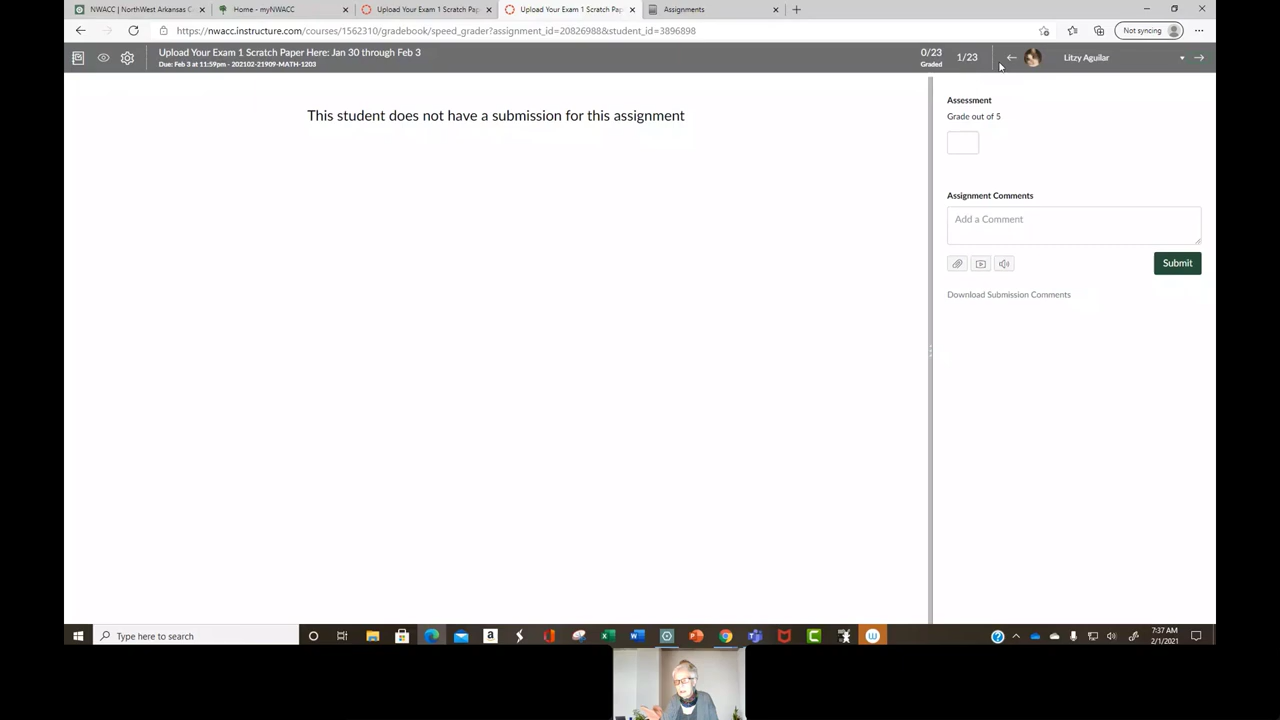 NWACC | NorthWest Arkansas C
Home - myNWACC
Upload Your Exam 1 Scratch Pap
Upload Your Exam 1 Scratch Pap
Assignments
https://nwacc.instructure.com/courses/1562310/gradebook/speed_grader?assignment_id=20826988&student_id=3896898
Not syncing
Upload Your Exam 1 Scratch Paper Here: Jan 30 through Feb 3
Due: Feb 3 at 11:59pm - 202102-21909-MATH-1203
0/23
Graded
1/23
Litzy Aguilar
This student does not have a submission for this assignment
Assessment
Grade out of 5
Assignment Comments
Add a Comment
Submit
Download Submission Comments
Type here to search
7:37 AM
2/1/2021